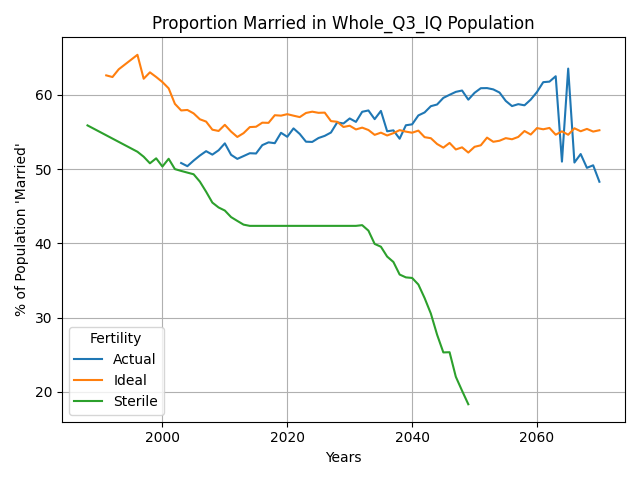 Proportion Married in Whole_Q3_IQ Population
% of Population 'Married'
60
50
40
30
20
Fertility
Actual
Ideal
Sterile
2000 2020 2040 2060
Years